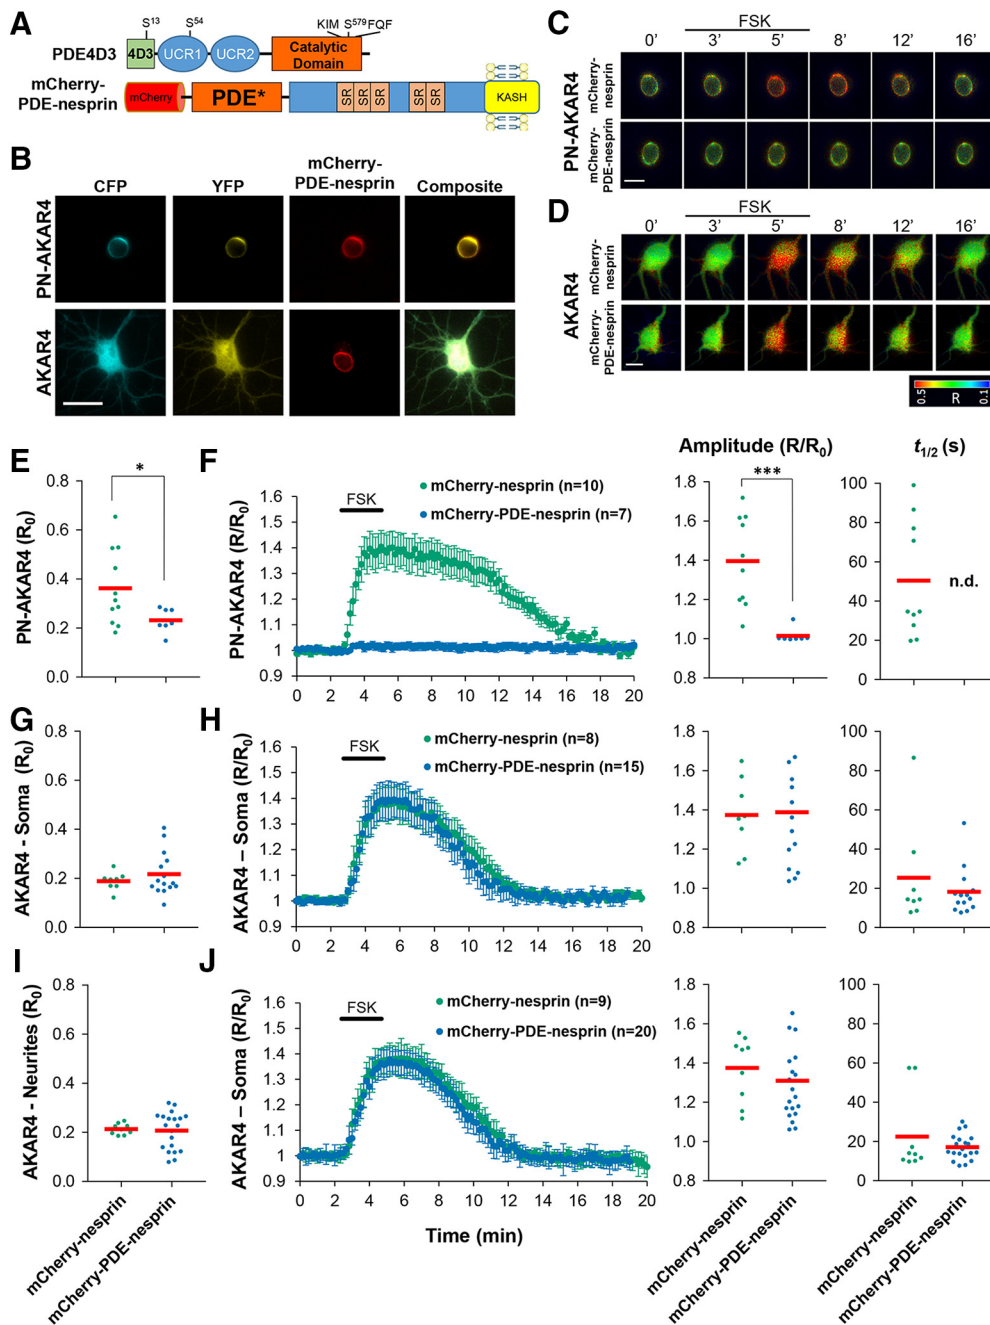 A
S13
S54
KIM S579FQF
PDE4D3
4D3
UCR1
UCR2
Catalytic
Domain
mCherry-
PDE-nesprin
mCherry
PDE*
SR
SR
SR
SR
SR
KASH
B
CFP
YFP
mCherry-
PDE-nesprin
Composite
PN-AKAR4
AKAR4
C
FSK
0’
3’
5’
8’
12’
16’
PN-AKAR4
mCherry-
nesprin
mCherry-
PDE-nesprin
D
FSK
0’
3’
5’
8’
12’
16’
AKAR4
mCherry-
nesprin
mCherry-
PDE-nesprin
0.5
R
0.1
E
PN-AKAR4 (R0)
0.8
0.6
0.4
0.2
0.0
*
F
PN-AKAR4 (R/R0)
1.6
1.5
1.4
1.3
1.2
1.1
1
0.9
FSK
mCherry-nesprin (n=10)
mCherry-PDE-nesprin (n=7)
0 2 4 6 8 10 12 14 16 18 20
Amplitude (R/R0)
1.8
1.6
1.4
1.2
1.0
0.8
***
t1/2 (s)
100
80
60
40
20
0
n.d.
G
AKAR4 - Soma (R0)
0.8
0.6
0.4
0.2
0.0
H
AKAR4 – Soma (R/R0)
1.6
1.5
1.4
1.3
1.2
1.1
1
0.9
FSK
mCherry-nesprin (n=8)
mCherry-PDE-nesprin (n=15)
0 2 4 6 8 10 12 14 16 18 20
1.8
1.6
1.4
1.2
1.0
0.8
100
80
60
40
20
0
I
AKAR4 - Neurites (R0)
0.8
0.6
0.4
0.2
0.0
mCherry-nesprin
mCherry-PDE-nesprin
J
AKAR4 – Soma (R/R0)
1.6
1.5
1.4
1.3
1.2
1.1
1
0.9
FSK
mCherry-nesprin (n=9)
mCherry-PDE-nesprin (n=20)
0 2 4 6 8 10 12 14 16 18 20
Time (min)
1.8
1.6
1.4
1.2
1.0
0.8
mCherry-nesprin
mCherry-PDE-nesprin
100
80
60
40
20
0
mCherry-nesprin
mCherry-PDE-nesprin